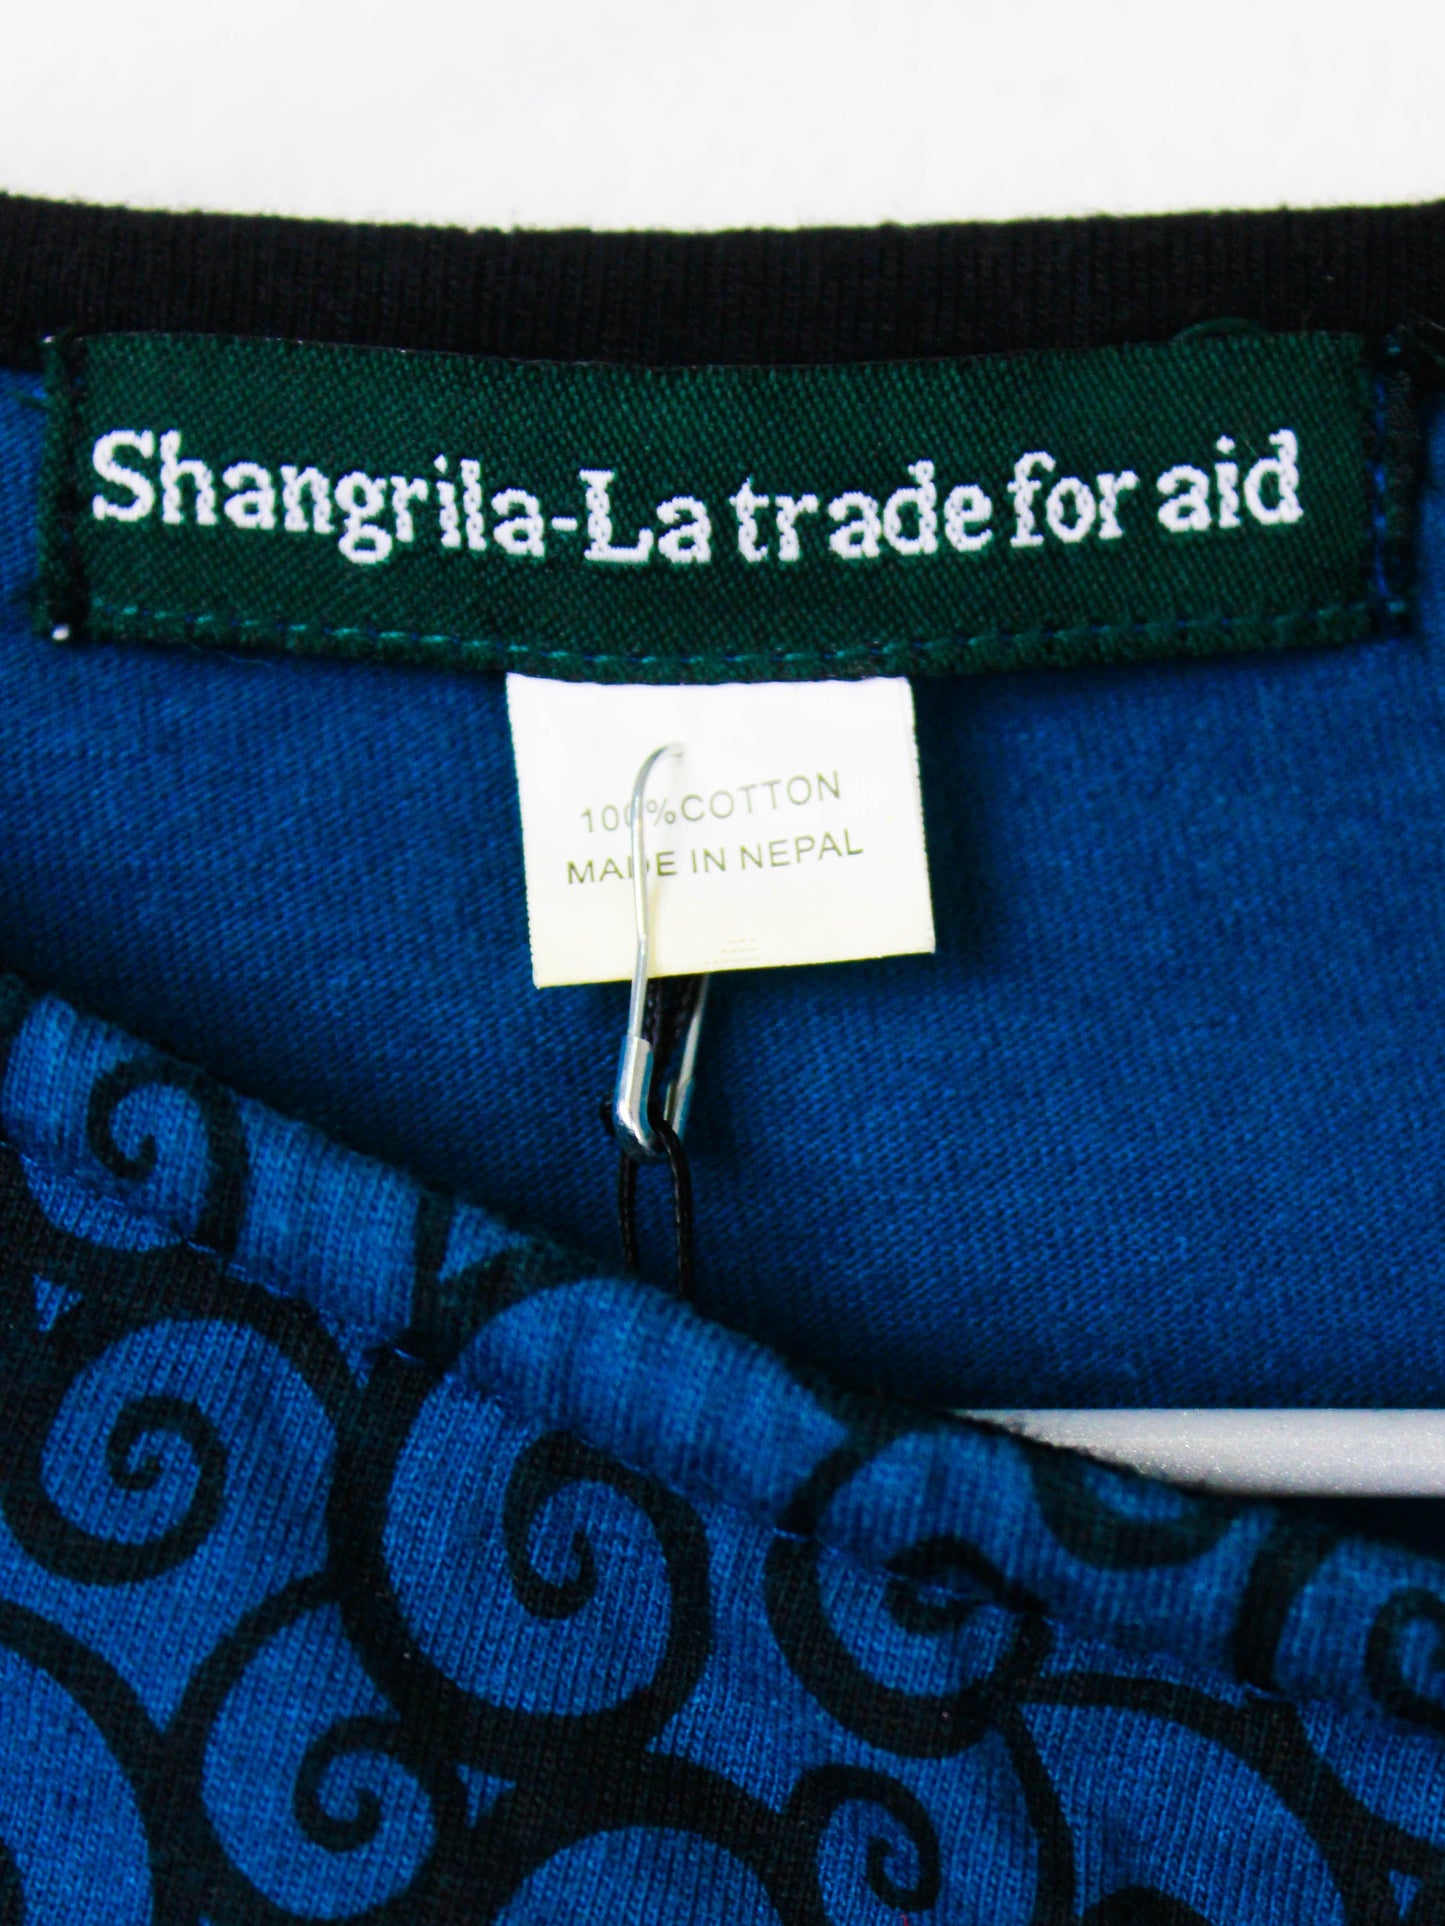 Shangrila-La trade for aid
100%COTTON
MADE IN NEPAL